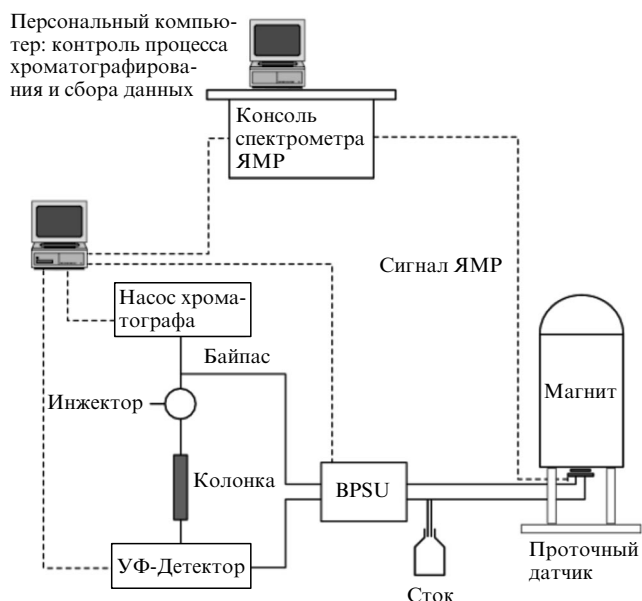 Персональный компью-
тер: контроль процесса
хроматографирова-
ния и сбора данных
Консоль
спектрометра
ЯМР
Сигнал ЯМР
Насос хрома-
тографа
Байпас
Магнит
Инжектор
Колонка
BPSU
УФ-Детектор
Сток
Проточный
датчик